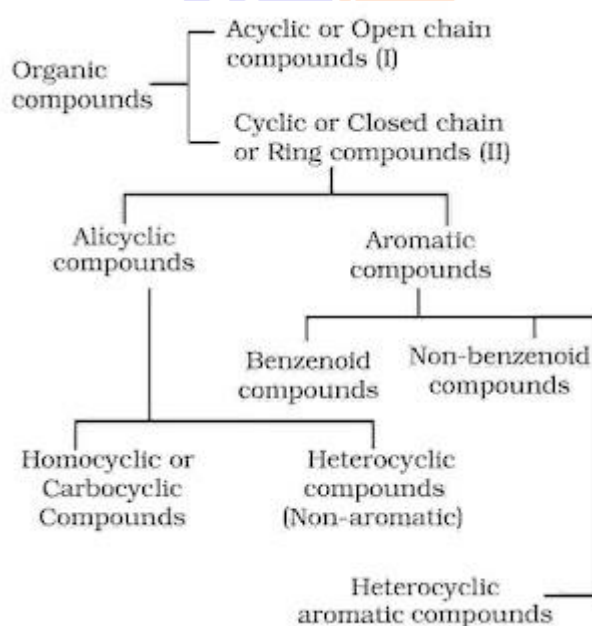 Acyclic or Open chain
compounds (I)
Organic
compounds
Cyclic or Closed chain
or Ring compounds (II)
Alicyclic
compounds
Aromatic
compounds
Benzenoid
compounds
Non-benzenoid
compounds
Homocyclic or
Carbocyclic
Compounds
Heterocyclic
compounds
(Non-aromatic)
Heterocyclic
aromatic compounds